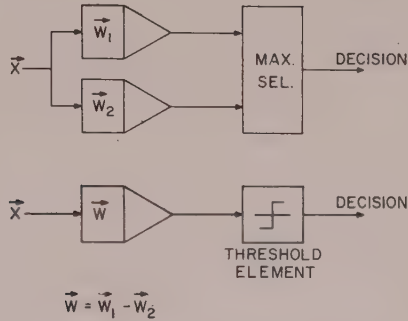 W₁
X
MAX.
SEL.
DECISION
W₂
X
W
DECISION
THRESHOLD
ELEMENT
W = W₁ - W₂